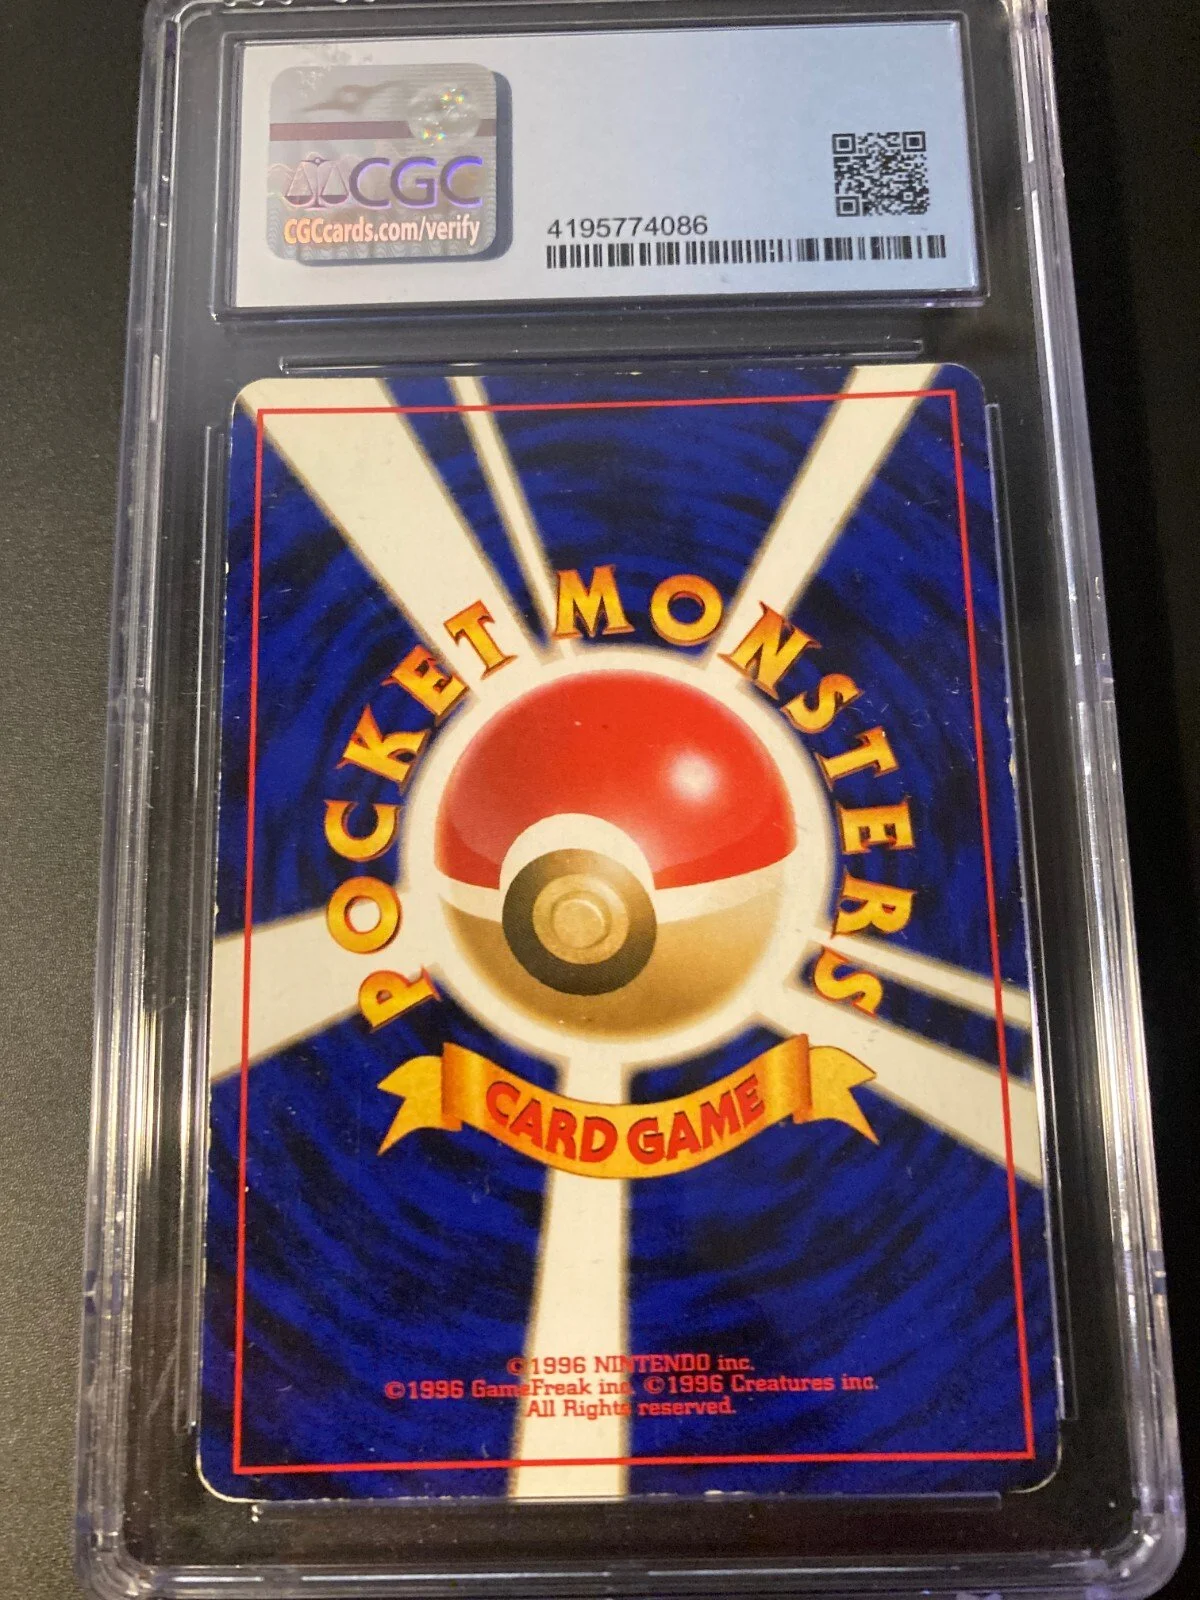 CGC
CGCcards.com/verify
4195774086
POCKET MONSTERS
CARD GAME
©1996 NINTENDO inc.
©1996 GameFreak inc. ©1996 Creatures inc.
All Rights reserved.